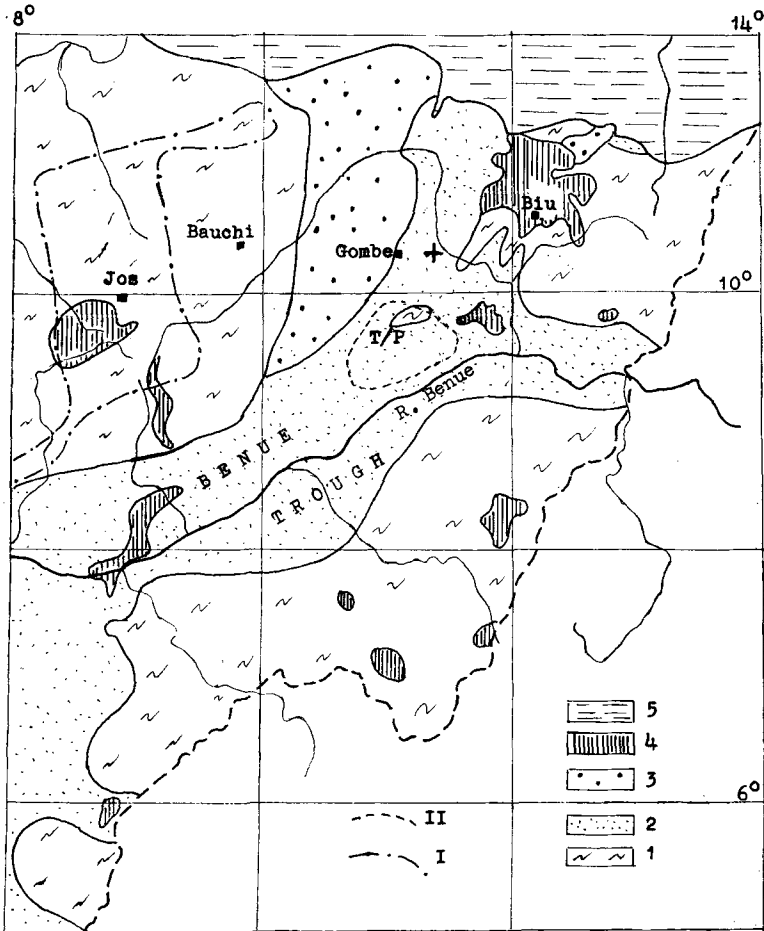 8° 14°
Biu
Bauchi
Gombe
Jos
10°
T P
R. Benue
BENUE
TROUGH
5
4
3
6°
II 2
I 1